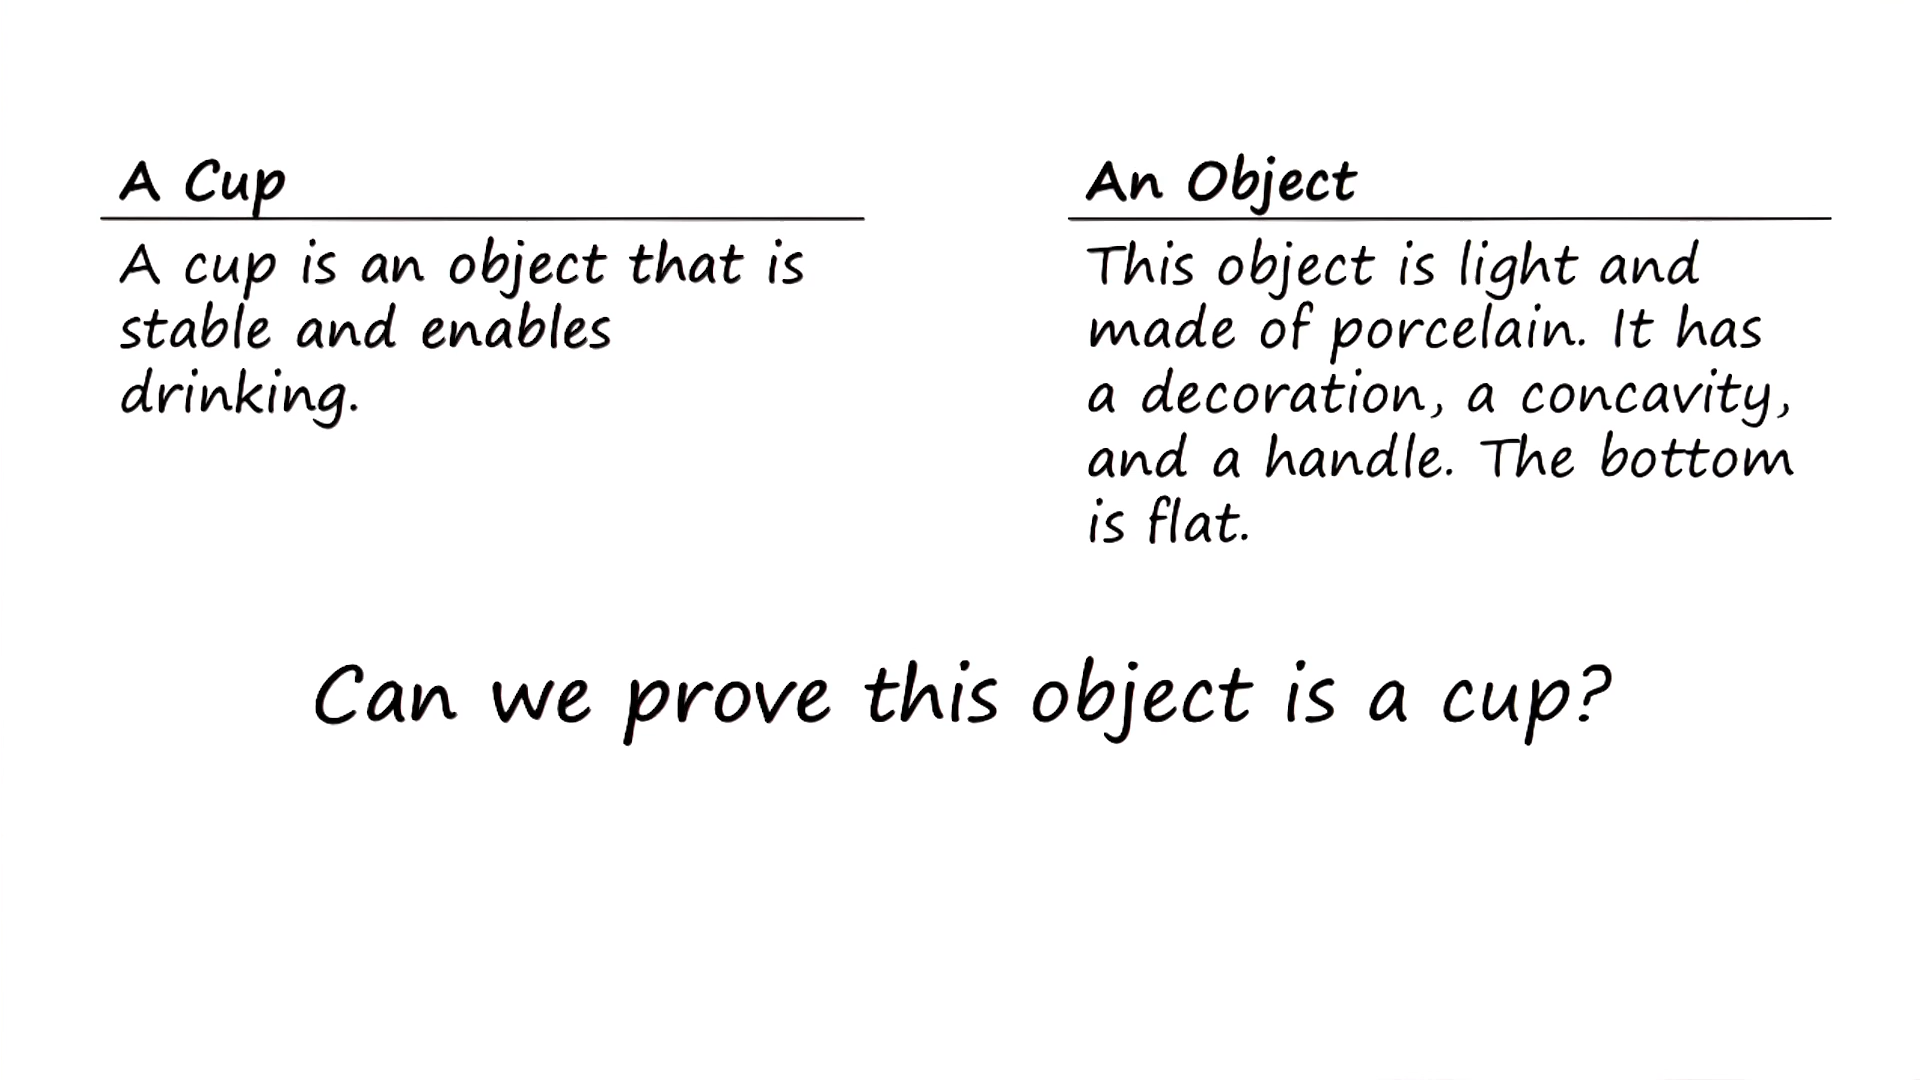 A Cup
A cup is an object that is
stable and enables
drinking.
An Object
This object is light and
made of porcelain. It has
a decoration, a concavity,
and a handle. The bottom
is flat.
Can we prove this object is a cup?